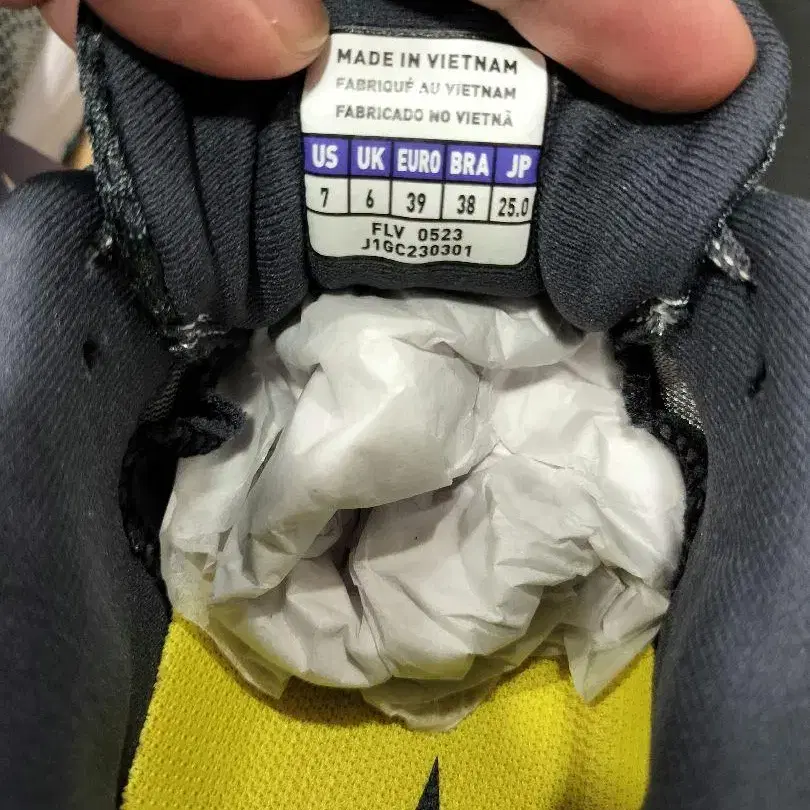 MADE IN VIETNAM
FABRIQUÉ AU VIETNAM
FABRICADO NO VIETNÃ
US UK EURO BRA JP
7 6 39 38 25.0
FLV 0523
J1GC230301